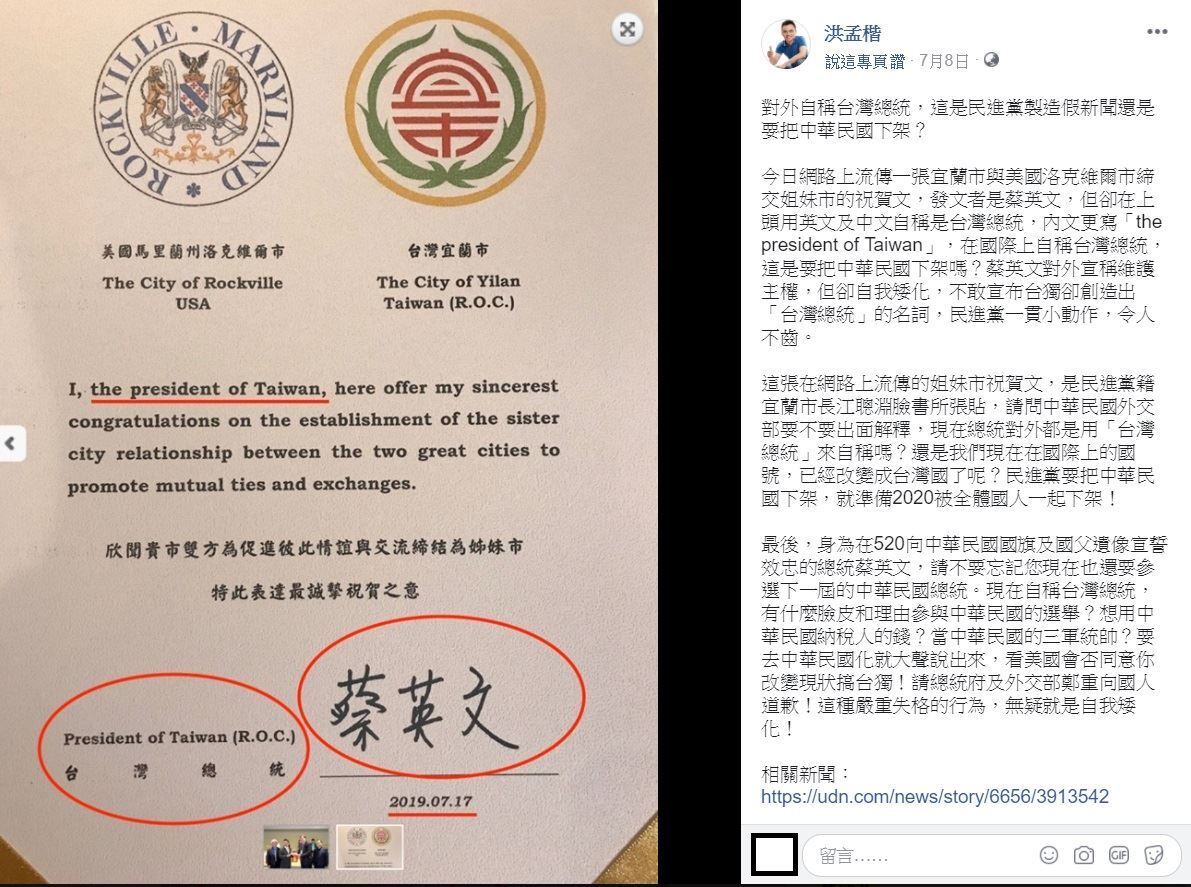 ROCKVILLE · MARYLAND
美國馬里蘭州洛克維爾市
The City of Rockville
USA
台灣宜蘭市
The City of Yilan
Taiwan (R.O.C.)
I, the president of Taiwan, here offer my sincerest
congratulations on the establishment of the sister
city relationship between the two great cities to
promote mutual ties and exchanges.
欣聞貴市雙方為促進彼此情誼與交流締結為姊妹市
特此表達最誠摯祝賀之意
President of Taiwan (R.O.C.)
台灣總統
蔡英文
2019.07.17
洪孟楷
說這專頁讚 · 7月8日 ·
對外自稱台灣總統，這是民進黨製造假新聞還是
要把中華民國下架？
今日網路上流傳一張宜蘭市與美國洛克維爾市締
交姐妹市的祝賀文，發文者是蔡英文，但卻在上
頭用英文及中文自稱是台灣總統，內文更寫「the
president of Taiwan」，在國際上自稱台灣總統，
這是要把中華民國下架嗎？蔡英文對外宣稱維護
主權，但卻自我矮化，不敢宣布台獨卻創造出
「台灣總統」的名詞，民進黨一貫小動作，令人
不齒。
這張在網路上流傳的姐妹市祝賀文，是民進黨籍
宜蘭市長江聰淵臉書所張貼，請問中華民國外交
部要不要出面解釋，現在總統對外都是用「台灣
總統」來自稱嗎？還是我們現在在國際上的國
號，已經改變成台灣國了呢？民進黨要把中華民
國下架，就準備2020被全體國人一起下架！
最後，身為在520向中華民國國旗及國父遺像宣誓
效忠的總統蔡英文，請不要忘記您現在也還要參
選下一屆的中華民國總統。現在自稱台灣總統，
有什麼臉皮和理由參與中華民國的選舉？想用中
華民國納稅人的錢？當中華民國的三軍統帥？要
去中華民國化就大聲說出來，看美國會否同意你
改變現狀搞台獨！請總統府及外交部鄭重向國人
道歉！這種嚴重失格的行為，無疑就是自我矮
化！
相關新聞：
https://udn.com/news/story/6656/3913542
留言......
GIF